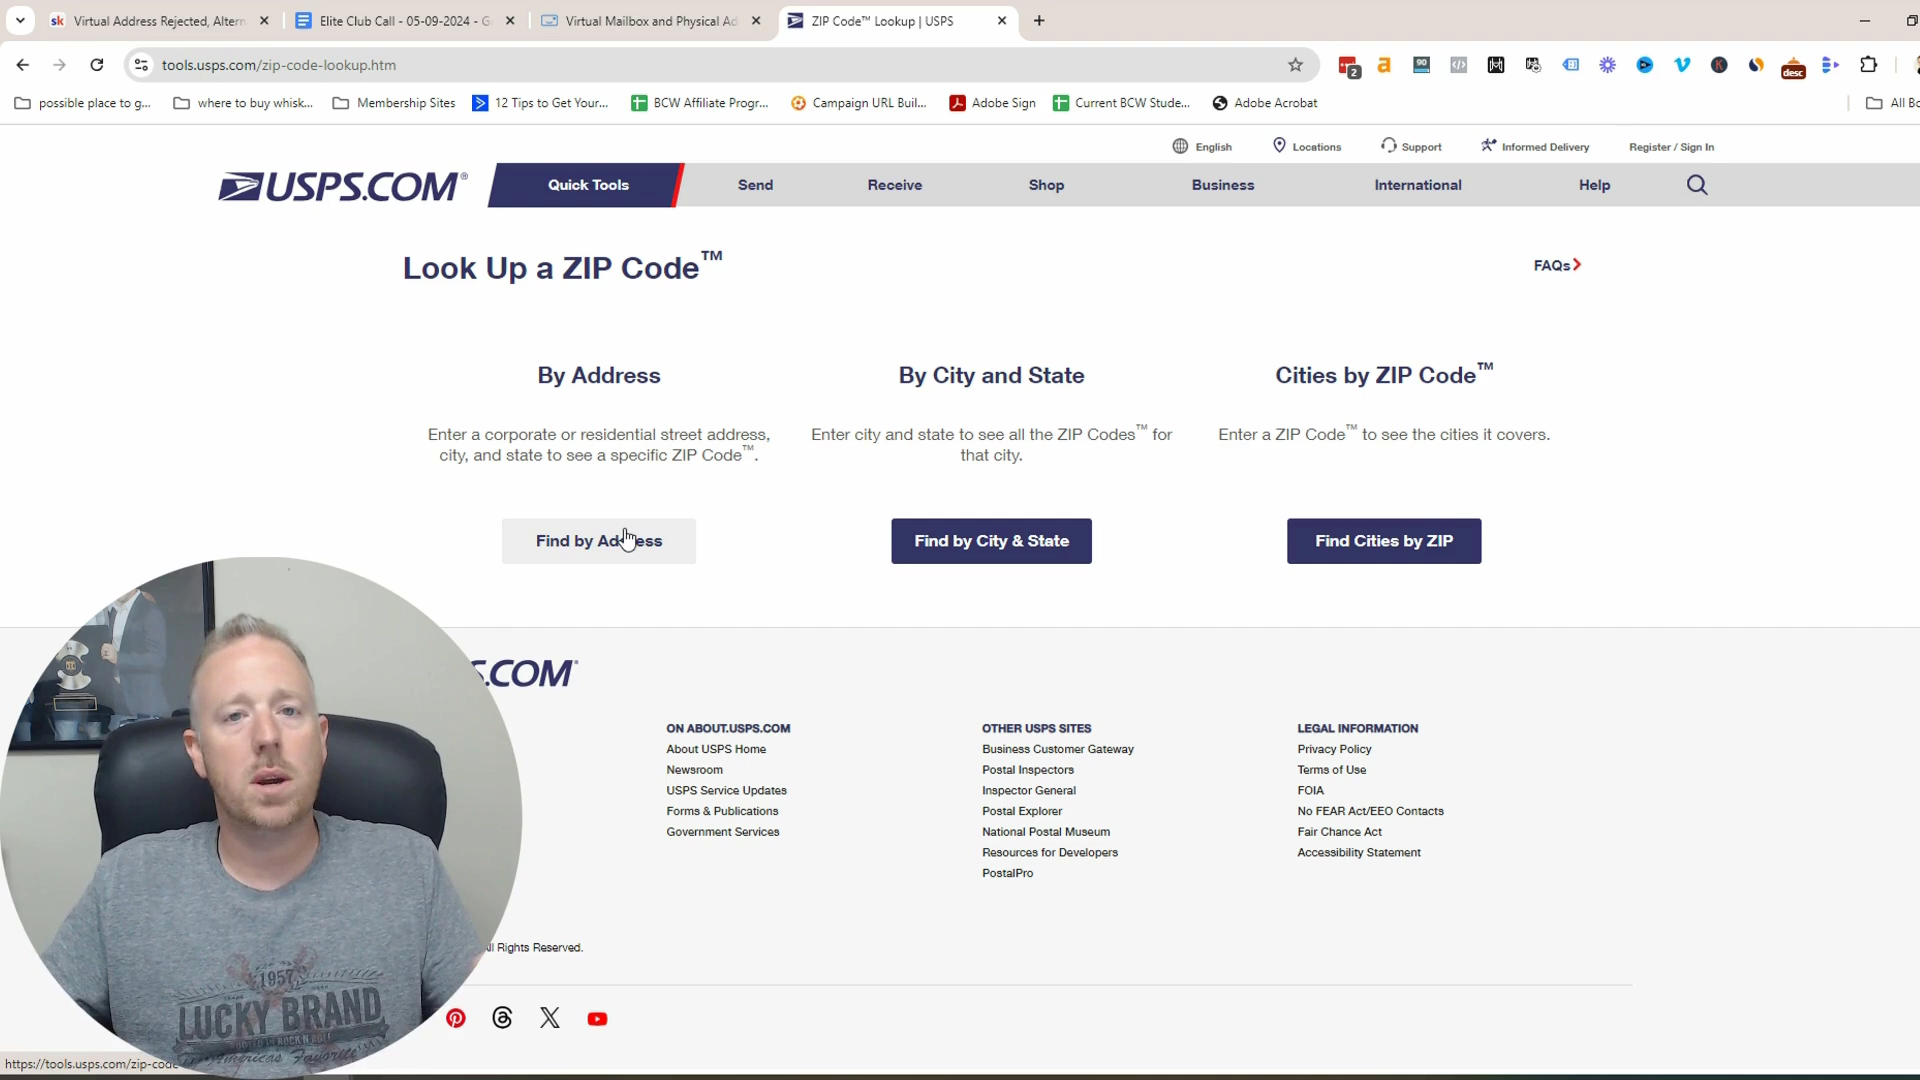 sk Virtual Address Rejected, Altern
Elite Club Call - 05-09-2024 - G
Virtual Mailbox and Physical Ad
ZIP Code™ Lookup | USPS
tools.usps.com/zip-code-lookup.htm
2
90
desc
possible place to g...
where to buy whisk...
Membership Sites
12 Tips to Get Your...
BCW Affiliate Progr...
Campaign URL Buil...
Adobe Sign
Current BCW Stude...
Adobe Acrobat
All Bo
English
Locations
Support
Informed Delivery
Register / Sign In
USPS.COM®
Quick Tools
Send
Receive
Shop
Business
International
Help
Look Up a ZIP Code™
FAQs
By Address
Enter a corporate or residential street address,
city, and state to see a specific ZIP Code™.
Find by Address
By City and State
Enter city and state to see all the ZIP Codes™ for
that city.
Find by City & State
Cities by ZIP Code™
Enter a ZIP Code™ to see the cities it covers.
Find Cities by ZIP
S.COM®
ON ABOUT.USPS.COM
About USPS Home
Newsroom
USPS Service Updates
Forms & Publications
Government Services
OTHER USPS SITES
Business Customer Gateway
Postal Inspectors
Inspector General
Postal Explorer
National Postal Museum
Resources for Developers
PostalPro
LEGAL INFORMATION
Privacy Policy
Terms of Use
FOIA
No FEAR Act/EEO Contacts
Fair Chance Act
Accessibility Statement
All Rights Reserved.
1957
LUCKY BRAND
America's Favorite
https://tools.usps.com/zip-code